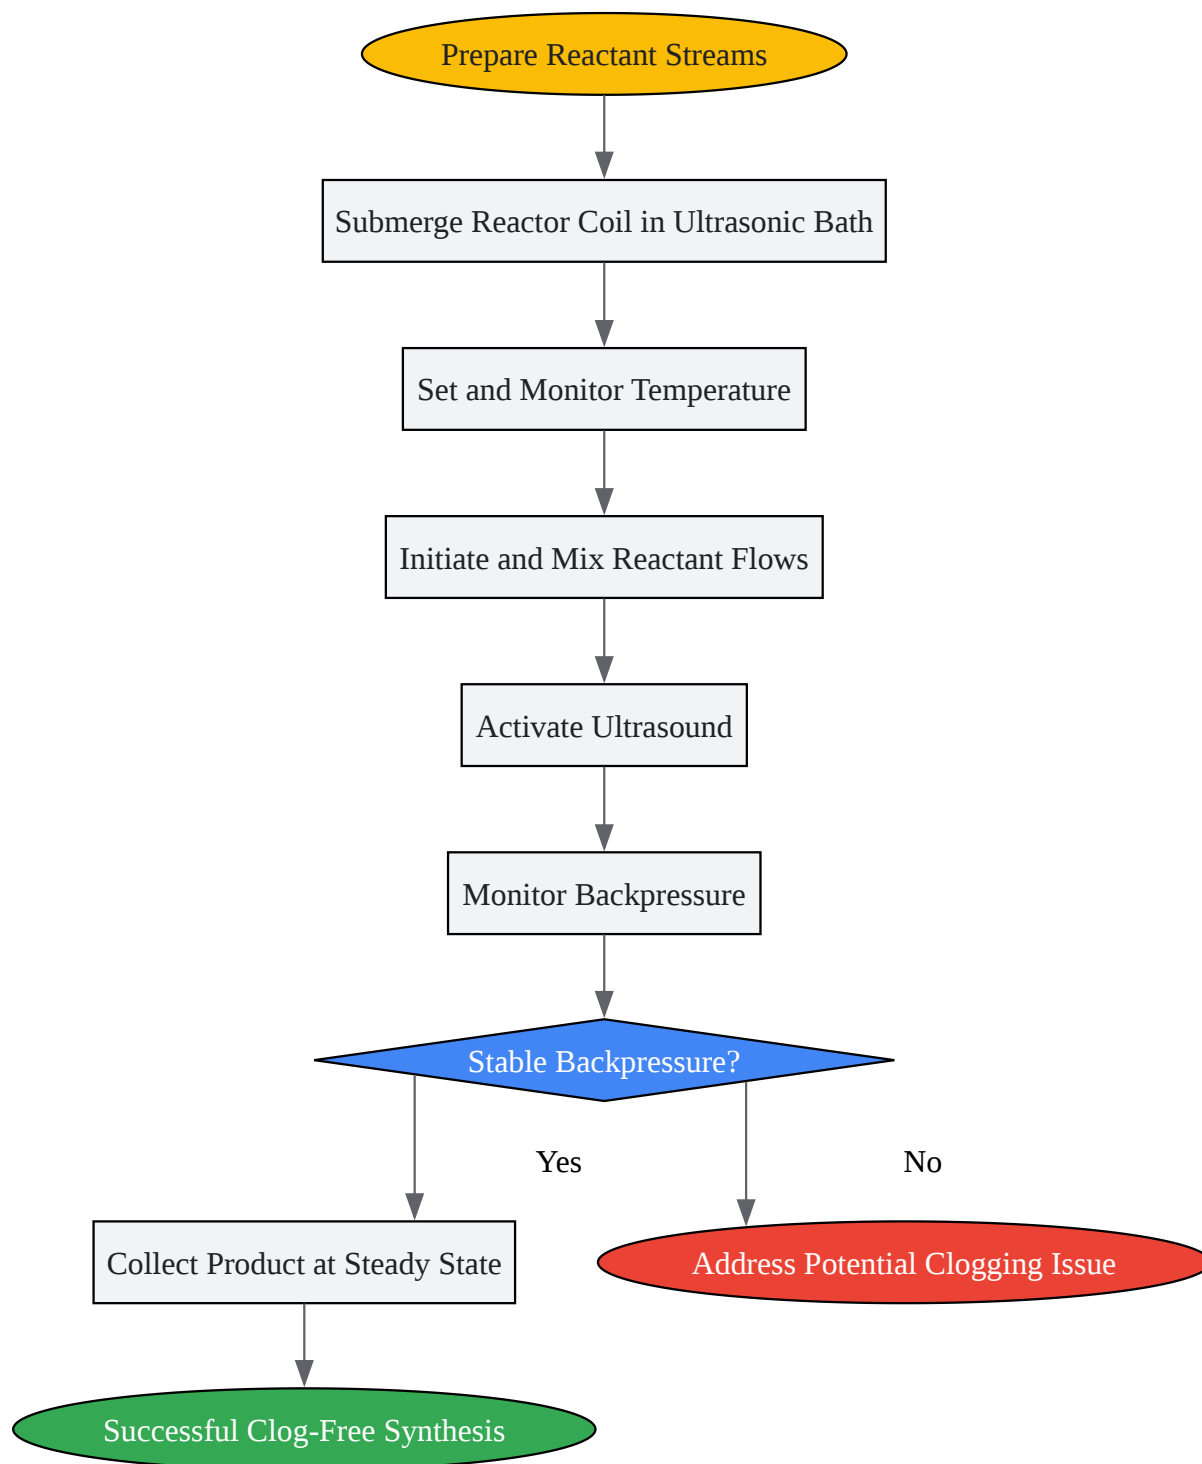 Prepare Reactant Streams
Submerge Reactor Coil in Ultrasonic Bath
Set and Monitor Temperature
Initiate and Mix Reactant Flows
Activate Ultrasound
Monitor Backpressure
Stable Backpressure?
Yes
No
Collect Product at Steady State
Address Potential Clogging Issue
Successful Clog-Free Synthesis